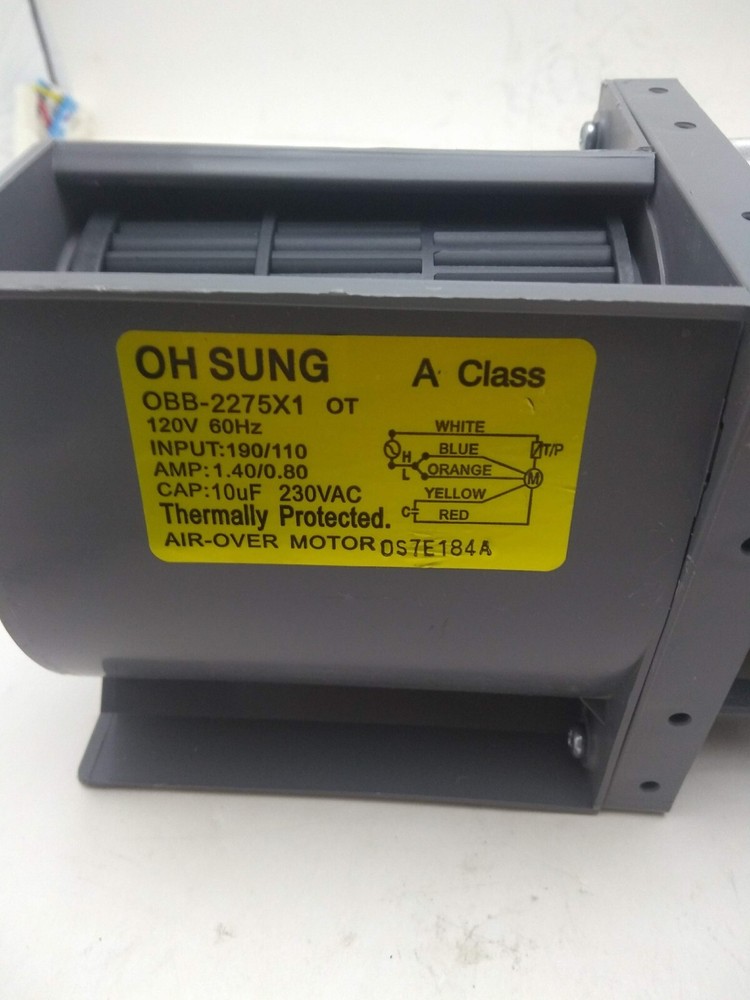 OH SUNG
A Class
OBB-2275X1 OT
120V 60Hz
INPUT:190/110
AMP:1.40/0.80
CAP:10uF 230VAC
Thermally Protected.
AIR-OVER MOTOR OS7E184A
WHITE
H BLUE
T/P
L ORANGE
M
YELLOW
C RED